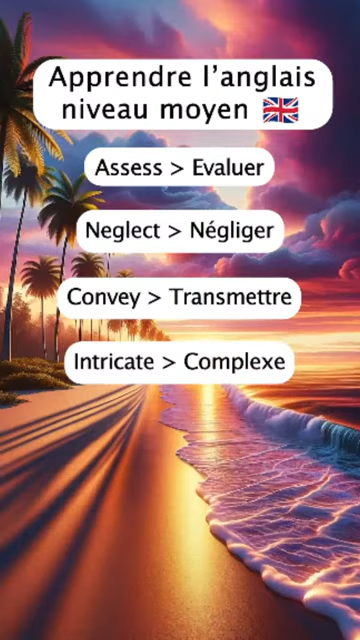 Apprendre l'anglais
niveau moyen 🇬🇧
Assess > Evaluer
Neglect > Négliger
Convey > Transmettre
Intricate > Complexe